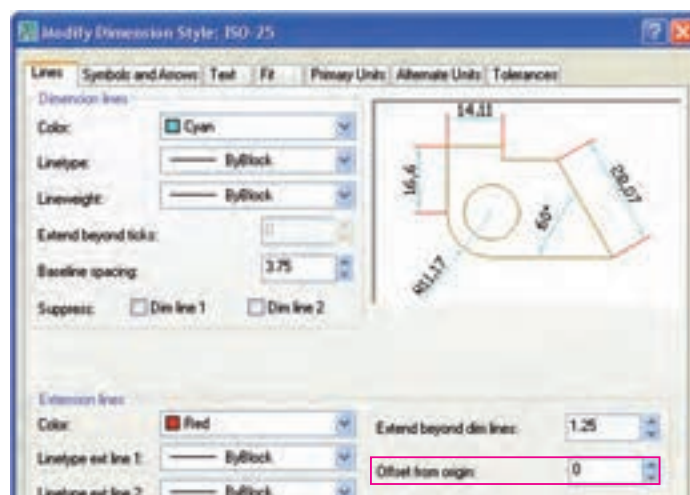 Modify Dimension Style: ISO-25
Lines Symbols and Arrows Text Fit Primary Units Alternate Units Tolerances
Dimension lines
Color: Cyan
Linetype: ByBlock
Lineweight: ByBlock
Extend beyond ticks: 0
Baseline spacing: 3.75
Suppress: Dim line 1 Dim line 2
14,11
16,6
28,07
60°
R11,17
Extension lines
Color: Red
Extend beyond dim lines: 1.25
Linetype ext line 1: ByBlock
Offset from origin: 0
Linetype ext line 2: ByBlock